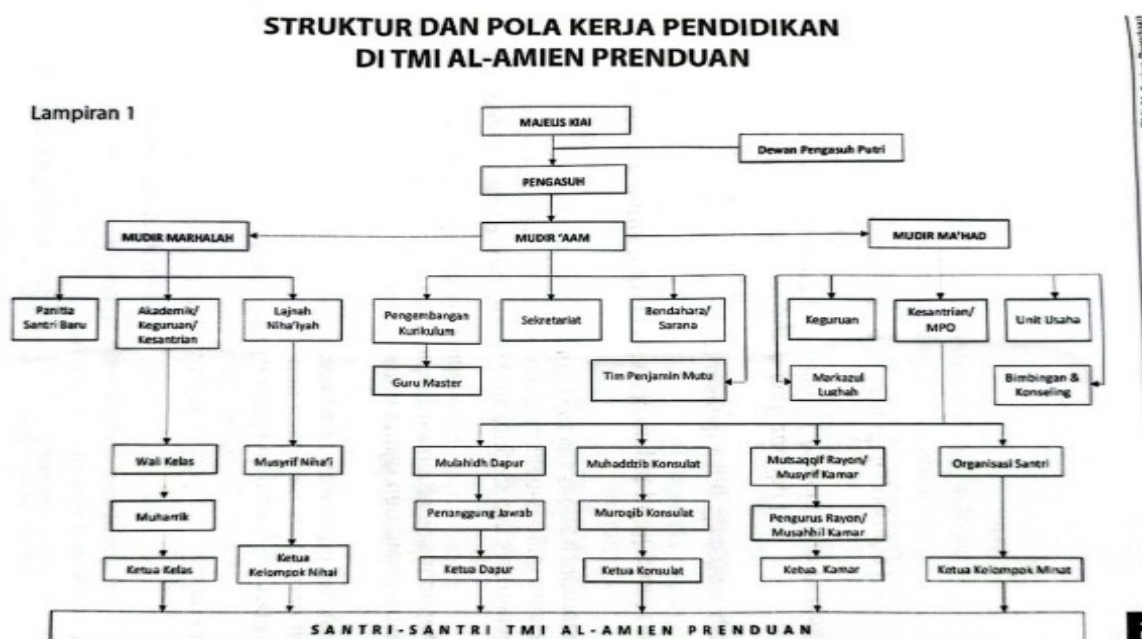 STRUKTUR DAN POLA KERJA PENDIDIKAN
DI TMI AL-AMIEN PRENDUAN
Lampiran 1
MAJELIS KIAI
Dewan Pengasuh Putri
PENGASUH
MUDIR MARHALAH
MUDIR 'AAM
MUDIR MA'HAD
Panitia
Santri Baru
Akademik/
Keguruan/
Kesantrian
Lajnah
Niha'iyah
Pengembangan
Kurikulum
Sekretariat
Bendahara/
Sarana
Keguruan
Kesantrian/
MPO
Unit Usaha
Guru Master
Tim Penjamin Mutu
Markazul
Lughah
Bimbingan &
Konseling
Wali Kelas
Musyrif Niha'i
Mulahidh Dapur
Muhaddzib Konsulat
Mutsaqqif Rayon/
Musyrif Kamar
Organisasi Santri
Muharrik
Penanggung Jawab
Muroqib Konsulat
Pengurus Rayon/
Musahhil Kamar
Ketua Kelas
Ketua
Kelompok Nihai
Ketua Dapur
Ketua Konsulat
Ketua Kamar
Ketua Kelompok Minat
SANTRI-SANTRI TMI AL-AMIEN PRENDUAN